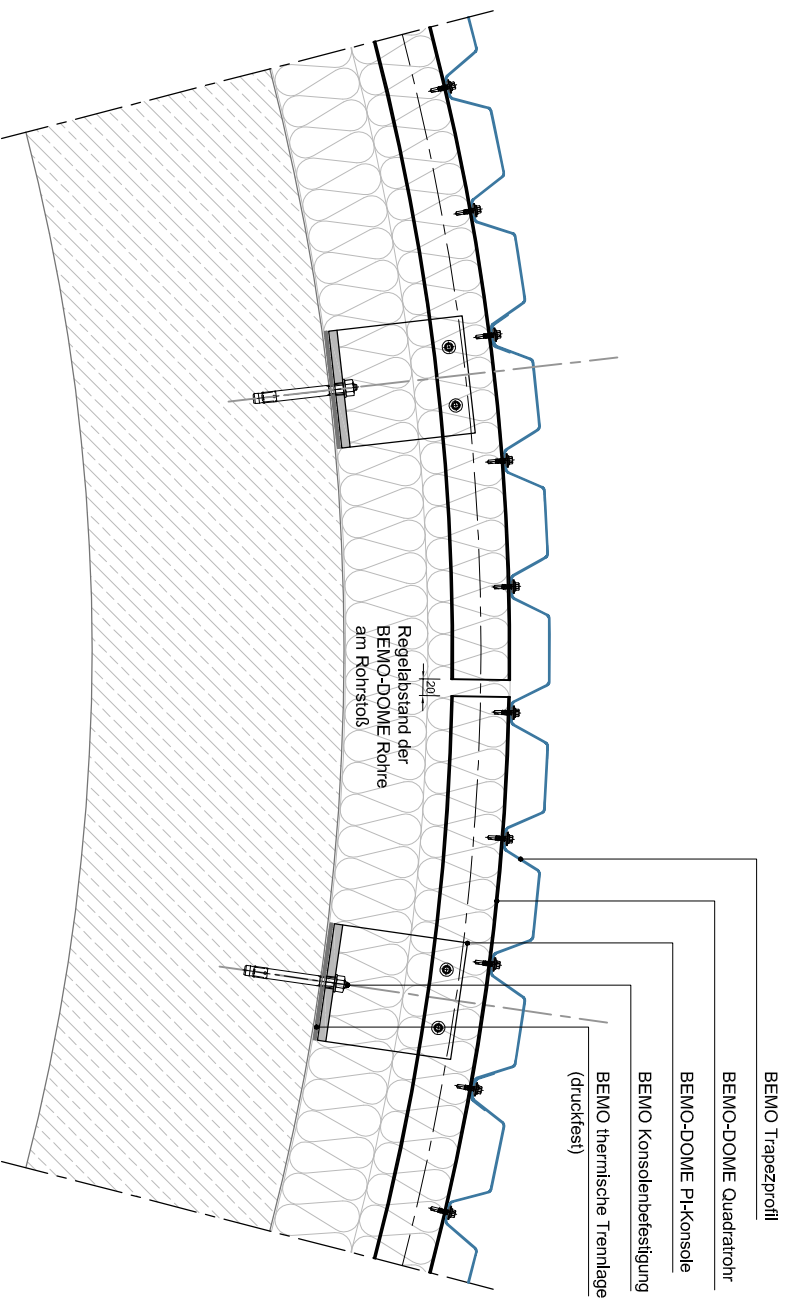 BEMO Trapezprofil
BEMO-DOME Quadratrohr
BEMO-DOME PI-Konsole
BEMO Konsolenbefestigung
BEMO thermische Trennlage
(druckfest)
20
Regelabstand der
BEMO-DOME Rohre
am Rohrstoß